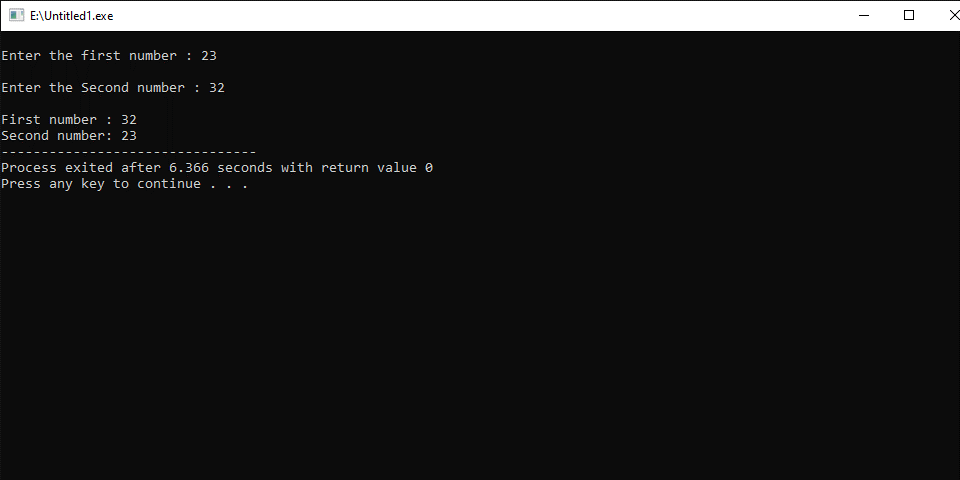 E:\Untitled1.exe
Enter the first number : 23
Enter the Second number : 32
First number : 32
Second number: 23
--------------------------------
Process exited after 6.366 seconds with return value 0
Press any key to continue . . .